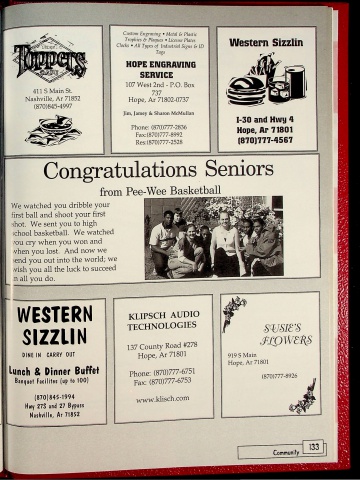 Toppers
411 S Main St.
Nashville, Ar 71852
(870)845-4997
Custom Engraving • Metal & Plastic
Trophies & Plaques • License Plates
Clocks • All Types of Industrial Signs & ID
Tags
HOPE ENGRAVING
SERVICE
107 West 2nd - P.O. Box
737
Hope, Ar 71802-0737
Jim, Jamey & Sharon McMullan
Phone: (870)777-2836
Fax:(870)777-8992
Res:(870)777-2528
Western Sizzlin
I-30 and Hwy 4
Hope, Ar 71801
(870)777-4567
Congratulations Seniors
from Pee-Wee Basketball
We watched you dribble your
first ball and shoot your first
shot. We sent you to high
school basketball. We watched
you cry when you won and
when you lost. And now we
send you out into the world; we
wish you all the luck to succeed
in all you do.
WESTERN
SIZZLIN
DINE IN CARRY OUT
Lunch & Dinner Buffet
Banquet Facilities (up to 100)
(870)845-1994
Hwy 27S and 27 Bypass
Nashville, Ar 71852
KLIPSCH AUDIO
TECHNOLOGIES
137 County Road #278
Hope, Ar 71801
Phone: (870)777-6751
Fax: (870)777-6753
www.klisch.com
SUSIE'S
FLOWERS
919 S Main
Hope, Ar 71801
(870)777-8926
Community
133